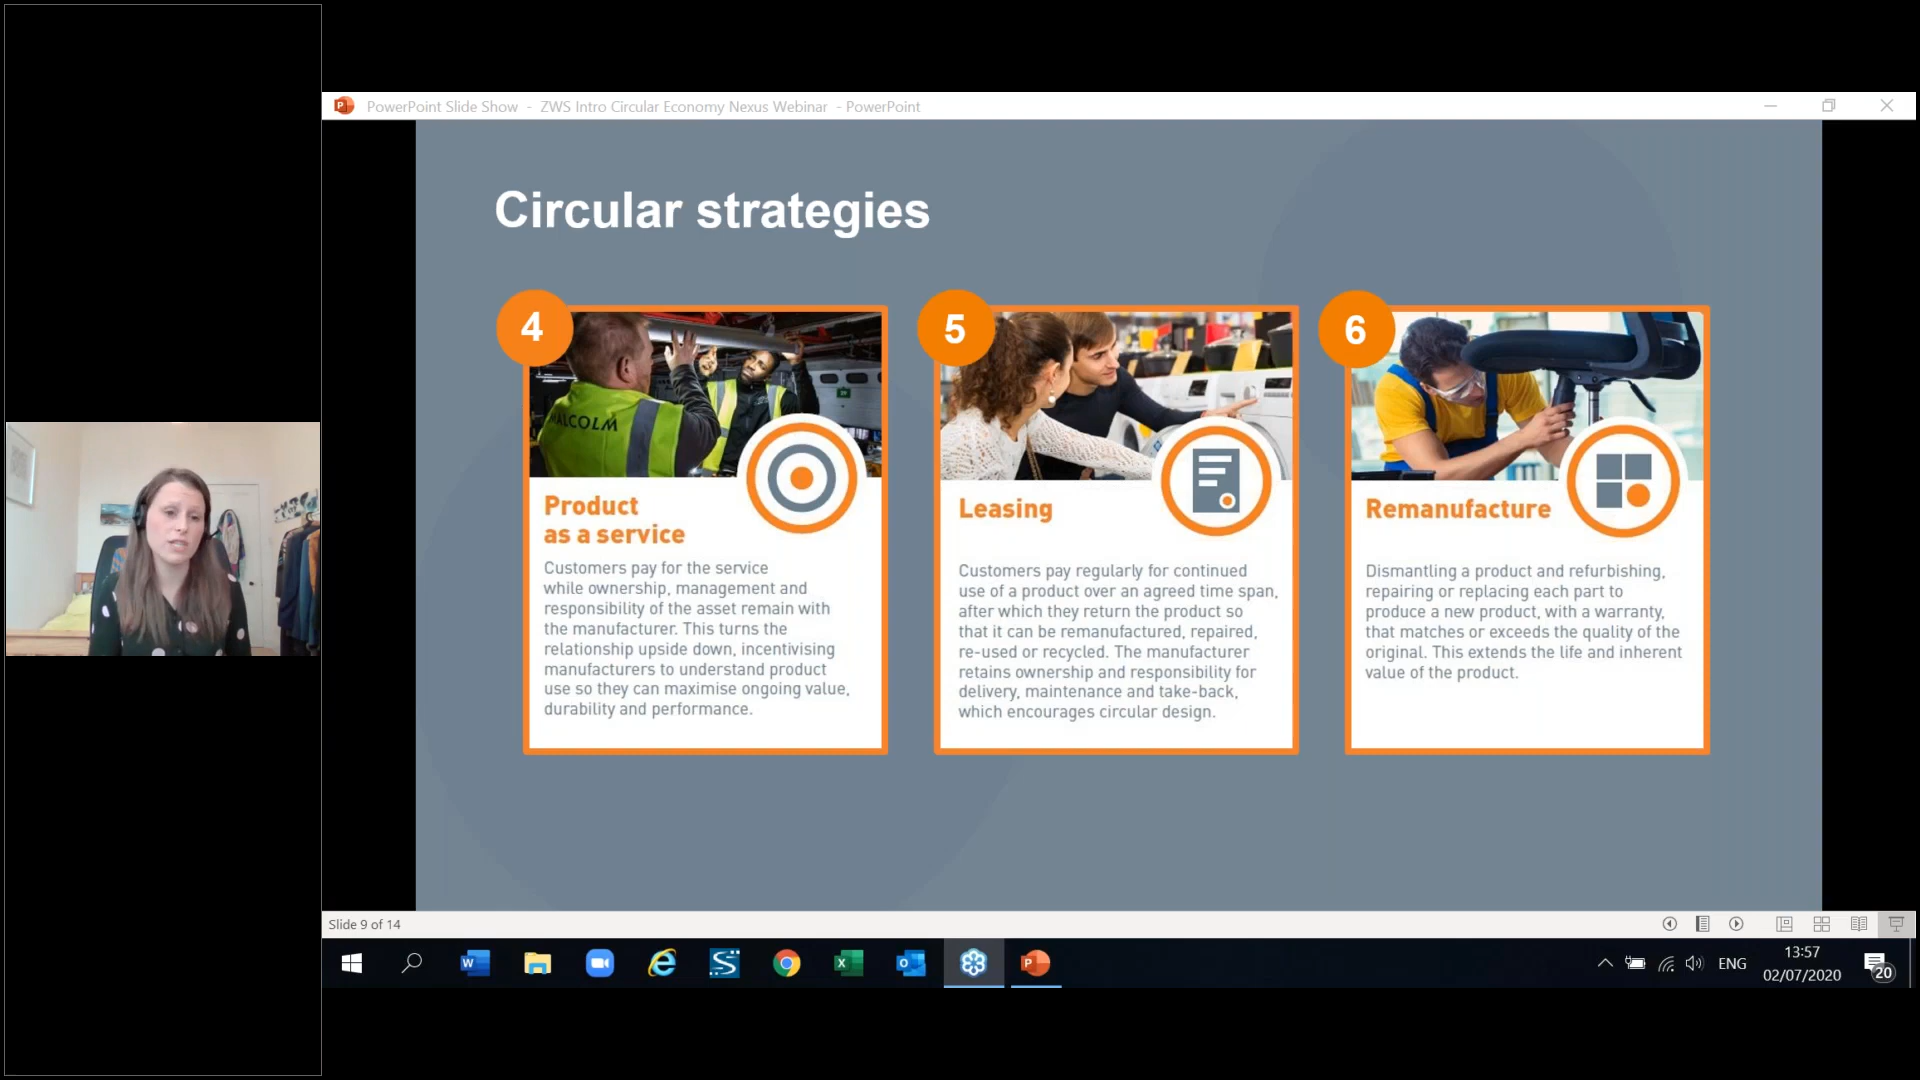 PowerPoint Slide Show - ZWS Intro Circular Economy Nexus Webinar - PowerPoint
Circular strategies
4
MALCOLM
Product
as a service
Customers pay for the service
while ownership, management and
responsibility of the asset remain with
the manufacturer. This turns the
relationship upside down, incentivising
manufacturers to understand product
use so they can maximise ongoing value,
durability and performance.
5
Leasing
Customers pay regularly for continued
use of a product over an agreed time span,
after which they return the product so
that it can be remanufactured, repaired,
re-used or recycled. The manufacturer
retains ownership and responsibility for
delivery, maintenance and take-back,
which encourages circular design.
6
Remanufacture
Dismantling a product and refurbishing,
repairing or replacing each part to
produce a new product, with a warranty,
that matches or exceeds the quality of the
original. This extends the life and inherent
value of the product.
Slide 9 of 14
ENG
13:57
02/07/2020
20